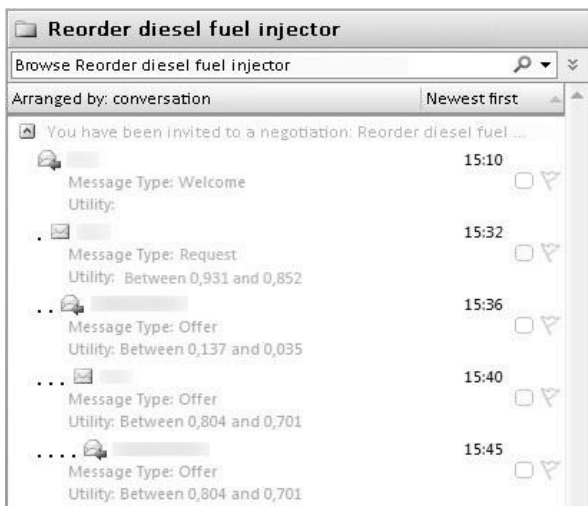 Reorder diesel fuel injector
Browse Reorder diesel fuel injector
Arranged by: conversation Newest first
You have been invited to a negotiation: Reorder diesel fuel ...
15:10
Message Type: Welcome
Utility:
. 15:32
Message Type: Request
Utility: Between 0,931 and 0,852
. . 15:36
Message Type: Offer
Utility: Between 0,137 and 0,035
. . . 15:40
Message Type: Offer
Utility: Between 0,804 and 0,701
. . . . 15:45
Message Type: Offer
Utility: Between 0,804 and 0,701